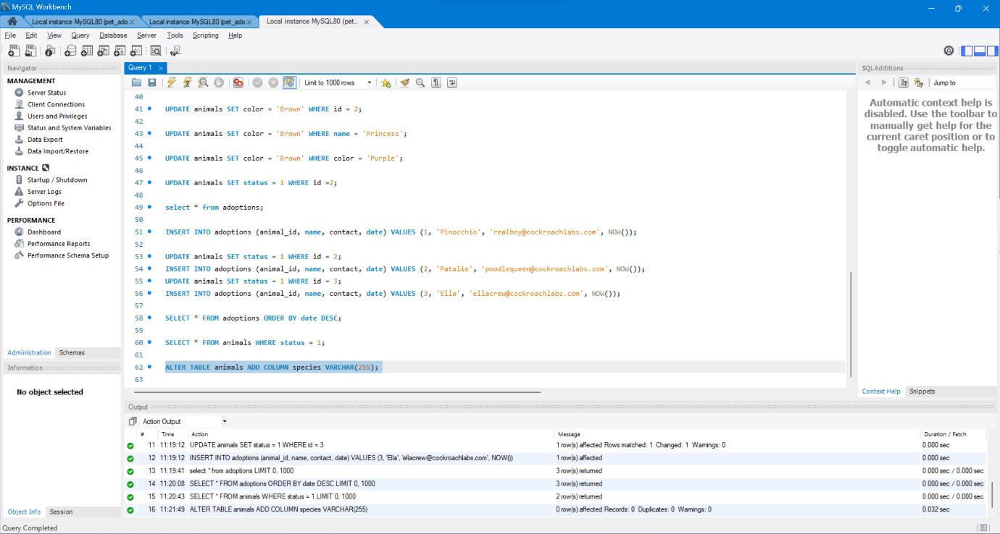 MySQL Workbench
Local instance MySQL80 (pet_ado.x
Local instance MySQL80 (pet_ado.x
Local instance MySQL80 (pet_... x
File Edit View Query Database Server Tools Scripting Help
Navigator
MANAGEMENT
Server Status
Client Connections
Users and Privileges
Status and System Variables
Data Export
Data Import/Restore
INSTANCE
Startup / Shutdown
Server Logs
Options File
PERFORMANCE
Dashboard
Performance Reports
Performance Schema Setup
Administration Schemas
Information
No object selected
Object Info Session
Query 1 x
Limit to 1000 rows
40
41 UPDATE animals SET color = 'Brown' WHERE id = 2;
42
43 UPDATE animals SET color = 'Brown' WHERE name = 'Princess';
44
45 UPDATE animals SET color = 'Brown' WHERE color = 'Purple';
46
47 UPDATE animals SET status = 1 WHERE id =2;
48
49 select * from adoptions;
50
51 INSERT INTO adoptions (animal_id, name, contact, date) VALUES (1, 'Pinocchio', 'realboy@cockroachlabs.com', NOW());
52
53 UPDATE animals SET status = 1 WHERE id = 2;
54 INSERT INTO adoptions (animal_id, name, contact, date) VALUES (2, 'Patalie', 'poodlequeen@cockroachlabs.com', NOW());
55 UPDATE animals SET status = 1 WHERE id = 3;
56 INSERT INTO adoptions (animal_id, name, contact, date) VALUES (3, 'Ella', 'ellacrew@cockroachlabs.com', NOW());
57
58 SELECT * FROM adoptions ORDER BY date DESC;
59
60 SELECT * FROM animals WHERE status = 1;
61
62 ALTER TABLE animals ADD COLUMN species VARCHAR(255);
63
SQLAdditions
Jump to
Automatic context help is
disabled. Use the toolbar to
manually get help for the
current caret position or to
toggle automatic help.
Context Help Snippets
Output
Action Output
# Time Action Message Duration / Fetch
11 11:19:12 UPDATE animals SET status = 1 WHERE id = 3 1 row(s) affected Rows matched: 1 Changed: 1 Warnings: 0 0.000 sec
12 11:19:12 INSERT INTO adoptions (animal_id, name, contact, date) VALUES (3, 'Ella', 'ellacrew@cockroachlabs.com', NOW()) 1 row(s) affected 0.000 sec
13 11:19:41 select * from adoptions LIMIT 0, 1000 3 row(s) returned 0.000 sec / 0.000 sec
14 11:20:08 SELECT * FROM adoptions ORDER BY date DESC LIMIT 0, 1000 3 row(s) returned 0.000 sec / 0.000 sec
15 11:20:43 SELECT * FROM animals WHERE status = 1 LIMIT 0, 1000 2 row(s) returned 0.000 sec / 0.000 sec
16 11:21:49 ALTER TABLE animals ADD COLUMN species VARCHAR(255) 0 row(s) affected Records: 0 Duplicates: 0 Warnings: 0 0.032 sec
Query Completed